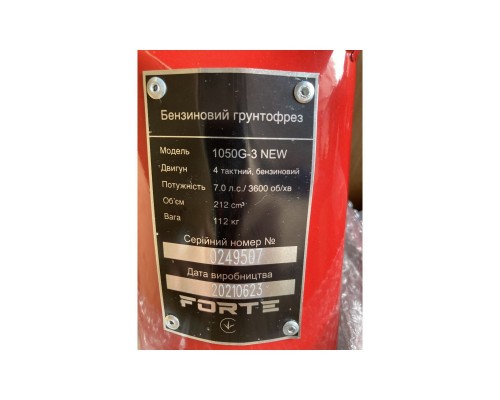 Бензиновий грунтофрез
Модель 1050G-3 NEW
Двигун 4 тактний, бензиновий
Потужність 7.0 л.с./ 3600 об/хв
Об'єм 212 cm³
Вага 112 кг
Серійний номер №
0249507
Дата виробництва
20210623
FORTE